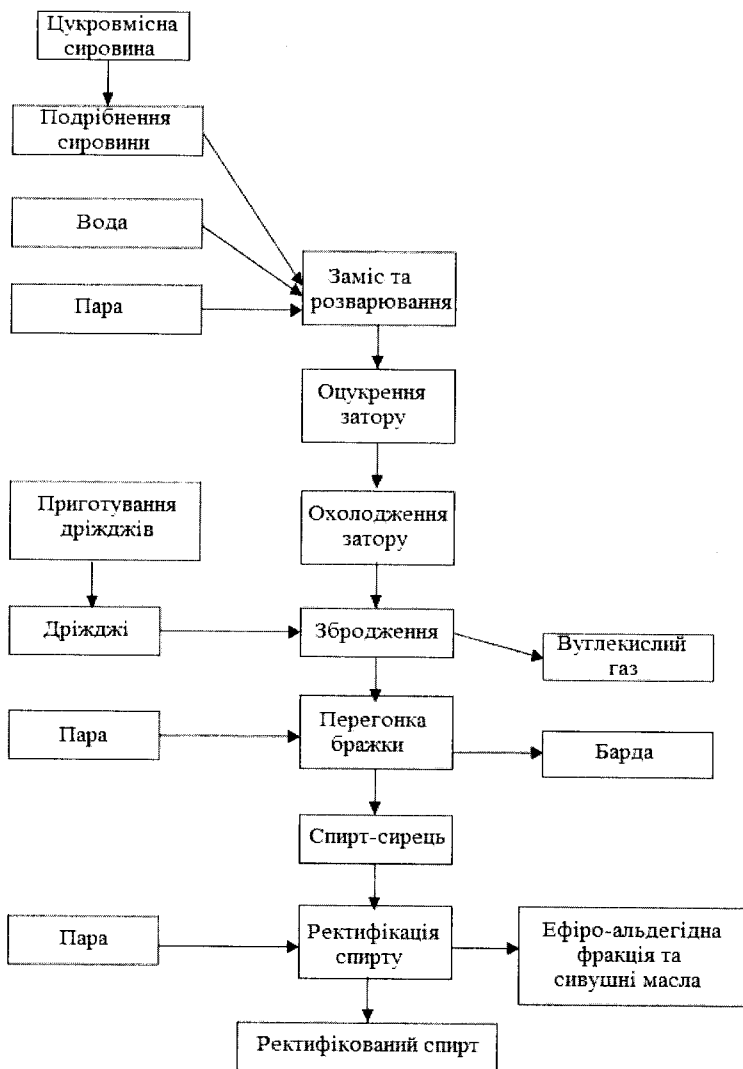 Цукровмісна
сировина
Подрібнення
сировини
Вода
Пара
Заміс та
розварювання
Оцукрення
затору
Приготування
дріжджів
Охолодження
затору
Дріжджі
Збродження
Вуглекислий
газ
Пара
Перегонка
бражки
Барда
Спирт-сирець
Пара
Ректифікація
спирту
Ефіро-альдегідна
фракція та
сивушні масла
Ректифікований спирт